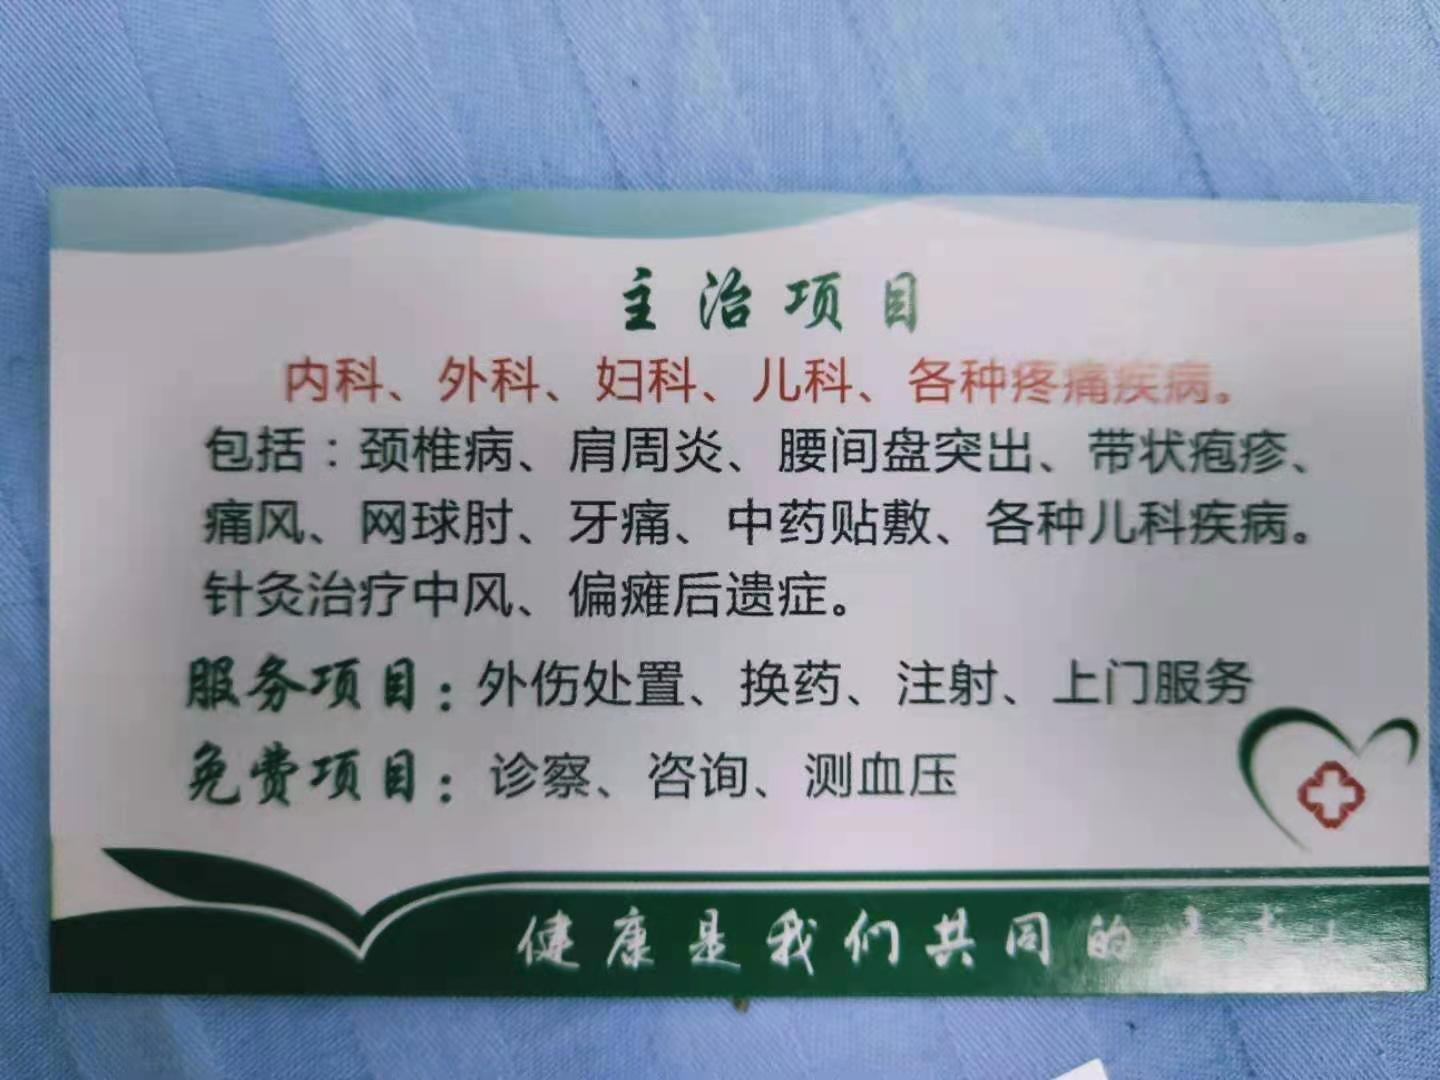 主治项目
内科、外科、妇科、儿科、各种疼痛疾病。
包括：颈椎病、肩周炎、腰间盘突出、带状疱疹、
痛风、网球肘、牙痛、中药贴敷、各种儿科疾病。
针灸治疗中风、偏瘫后遗症。
服务项目：外伤处置、换药、注射、上门服务
免费项目：诊察、咨询、测血压
健康是我们共同的